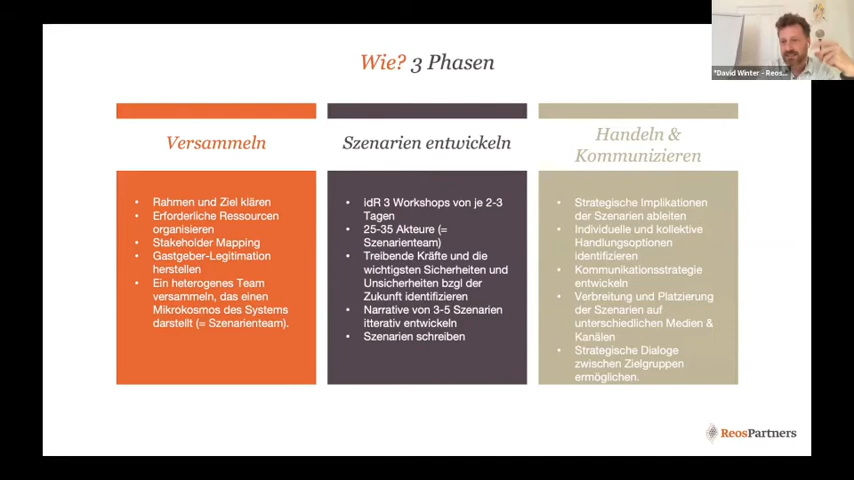 Wie? 3 Phasen
*David Winter - Reos...
Versammeln
Rahmen und Ziel klären
Erforderliche Ressourcen
organisieren
Stakeholder Mapping
Gastgeber-Legitimation
herstellen
Ein heterogenes Team
versammeln, das einen
Mikrokosmos des Systems
darstellt (= Szenarienteam).
Szenarien entwickeln
idR 3 Workshops von je 2-3
Tagen
25-35 Akteure (=
Szenarienteam)
Treibende Kräfte und die
wichtigsten Sicherheiten und
Unsicherheiten bzgl der
Zukunft identifizieren
Narrative von 3-5 Szenarien
itterativ entwickeln
Szenarien schreiben
Handeln &
Kommunizieren
Strategische Implikationen
der Szenarien ableiten
Individuelle und kollektive
Handlungsoptionen
identifizieren
Kommunikationsstrategie
entwickeln
Verbreitung und Platzierung
der Szenarien auf
unterschiedlichen Medien &
Kanälen
Strategische Dialoge
zwischen Zielgruppen
ermöglichen.
ReosPartners